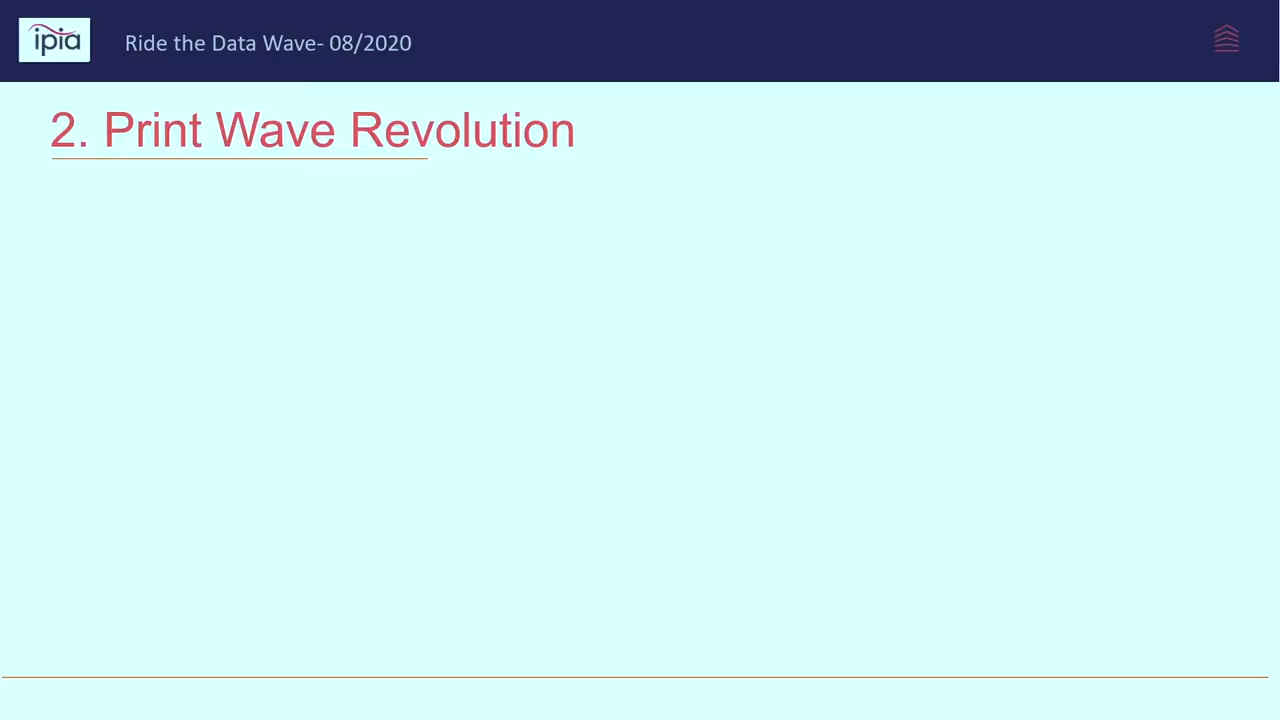 ipia
Ride the Data Wave- 08/2020
2. Print Wave Revolution